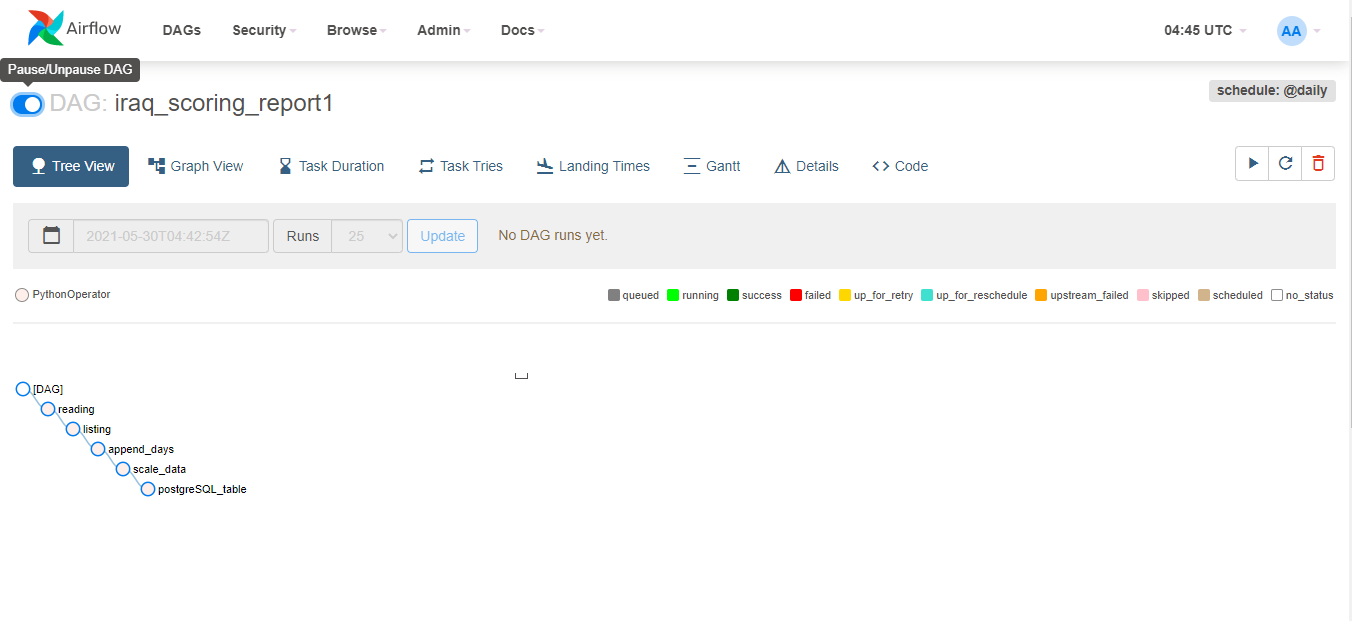 Airflow DAGs Security Browse Admin Docs 04:45 UTC AA
Pause/Unpause DAG
schedule: @daily
DAG: iraq_scoring_report1
Tree View Graph View Task Duration Task Tries Landing Times Gantt Details Code
2021-05-30T04:42:54Z Runs 25 Update No DAG runs yet.
PythonOperator queued running success failed up_for_retry up_for_reschedule upstream_failed skipped scheduled no_status
[DAG]
reading
listing
append_days
scale_data
postgreSQL_table